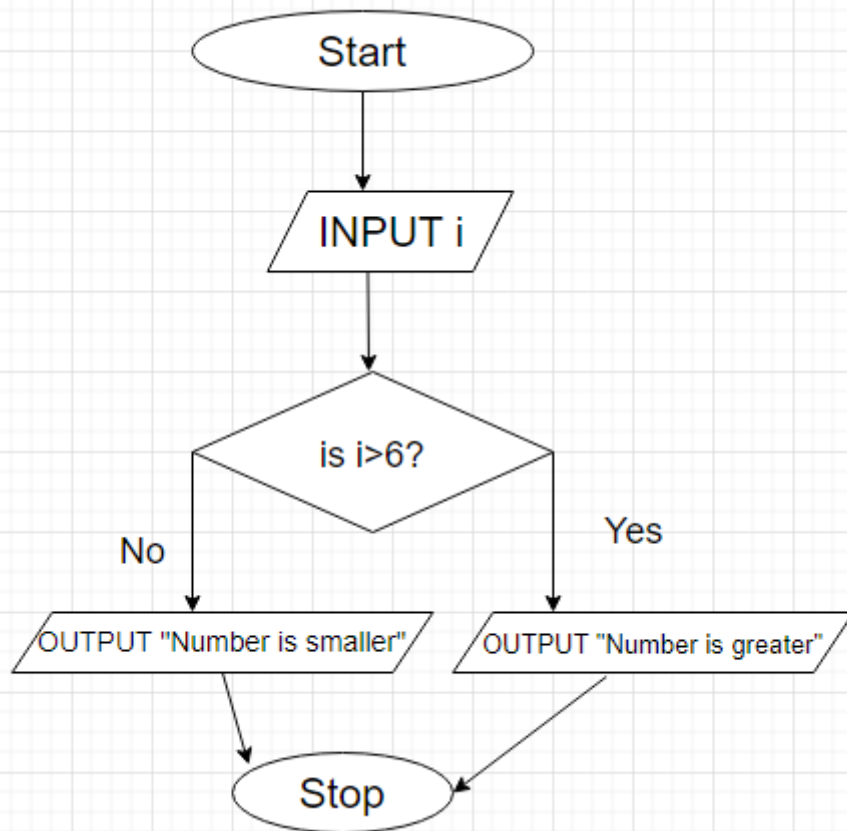 Start
INPUT i
is i>6?
No
Yes
OUTPUT "Number is smaller"
OUTPUT "Number is greater"
Stop